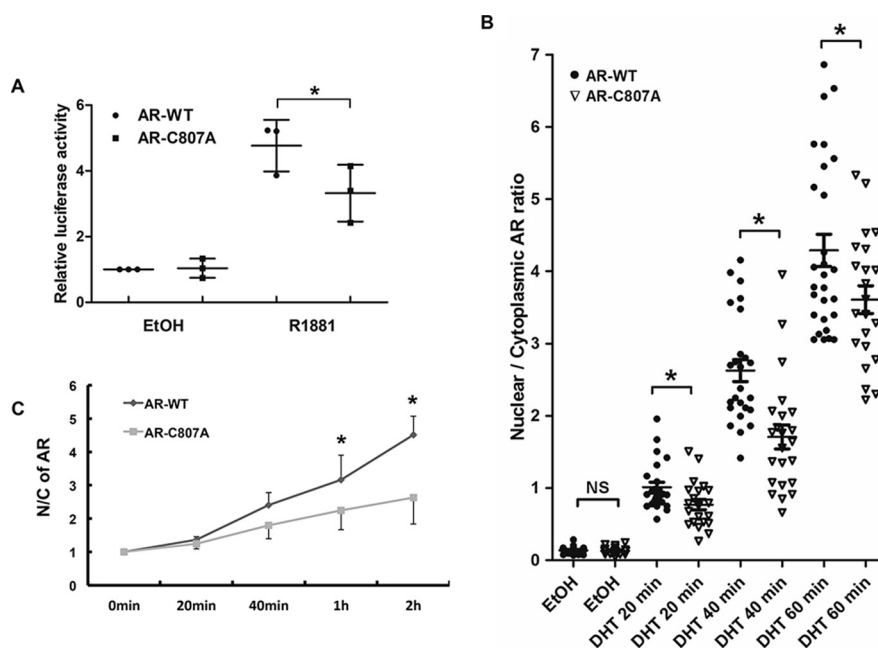 A
Relative luciferase activity
6
4
2
0
AR-WT
AR-C807A
*
EtOH
R1881
B
Nuclear / Cytoplasmic AR ratio
7
6
5
4
3
2
1
0
AR-WT
AR-C807A
NS
*
*
*
EtOH
EtOH
DHT 20 min
DHT 20 min
DHT 40 min
DHT 40 min
DHT 60 min
DHT 60 min
C
N/C of AR
6
5
4
3
2
1
0
AR-WT
AR-C807A
*
*
0min
20min
40min
1h
2h